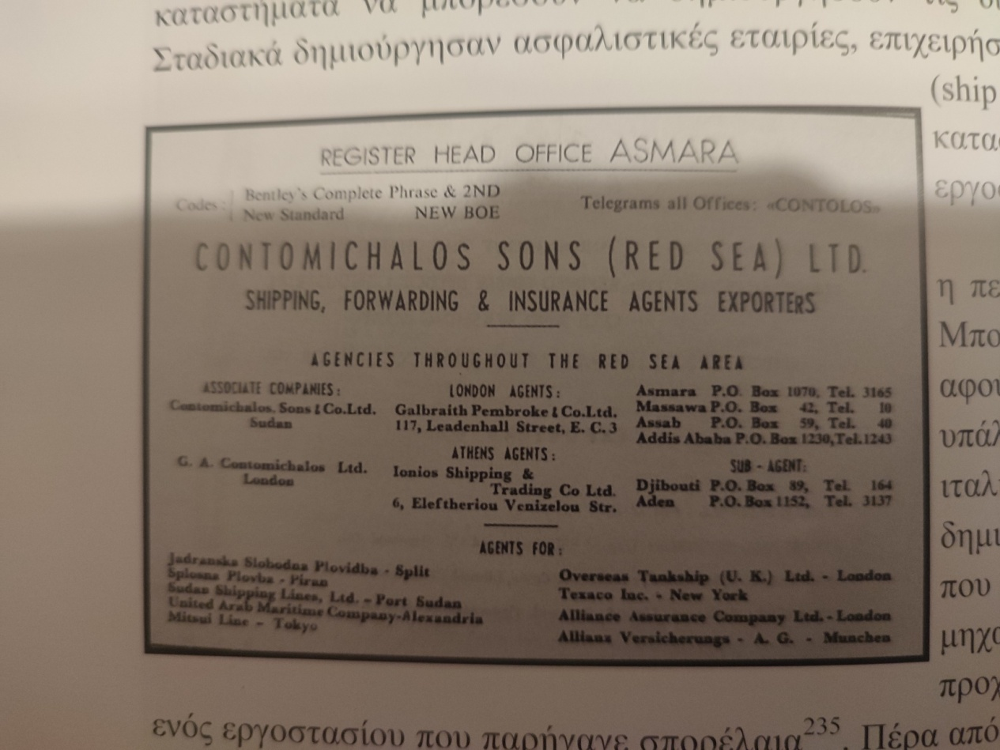 καταστήματα να μπορέσουν να
Σταδιακά δημιούργησαν ασφαλιστικές εταιρίες, επιχειρήσ
(ship
κατα
εργο
REGISTER HEAD OFFICE ASMARA
Codes: Bentley's Complete Phrase & 2ND
New Standard NEW BOE
Telegrams all Offices: «CONTOLOS»
CONTOMICHALOS SONS (RED SEA) LTD.
SHIPPING, FORWARDING & INSURANCE AGENTS EXPORTERS
AGENCIES THROUGHOUT THE RED SEA AREA
ASSOCIATE COMPANIES:
Contomichalos, Sons & Co.Ltd.
Sudan
G. A. Contomichalos Ltd.
London
LONDON AGENTS:
Galbraith Pembroke & Co.Ltd.
117, Leadenhall Street, E. C. 3
ATHENS AGENTS:
Ionios Shipping &
Trading Co Ltd.
6, Eleftheriou Venizelou Str.
Asmara P.O. Box 1070, Tel. 3165
Massawa P.O. Box 42, Tel. 10
Assab P.O. Box 59, Tel. 40
Addis Ababa P.O. Box 1230, Tel. 1243
SUB - AGENT:
Djibouti P.O. Box 89, Tel. 164
Aden P.O. Box 1152, Tel. 3137
AGENTS FOR:
Jadranska Slobodna Plovidba - Split
Splosna Plovba - Piran
Sudan Shipping Lines, Ltd. - Port Sudan
United Arab Maritime Company-Alexandria
Mitsui Line - Tokyo
Overseas Tankship (U. K.) Ltd. - London
Texaco Inc. - New York
Alliance Assurance Company Ltd. - London
Allianz Versicherungs - A. G. - Munchen
η πε
Μπο
αφου
υπάλ
ιταλ
δημι
που
μηχα
προχ
ενός εργοστασίου που παρήγαγε σπορέλαια235. Πέρα από